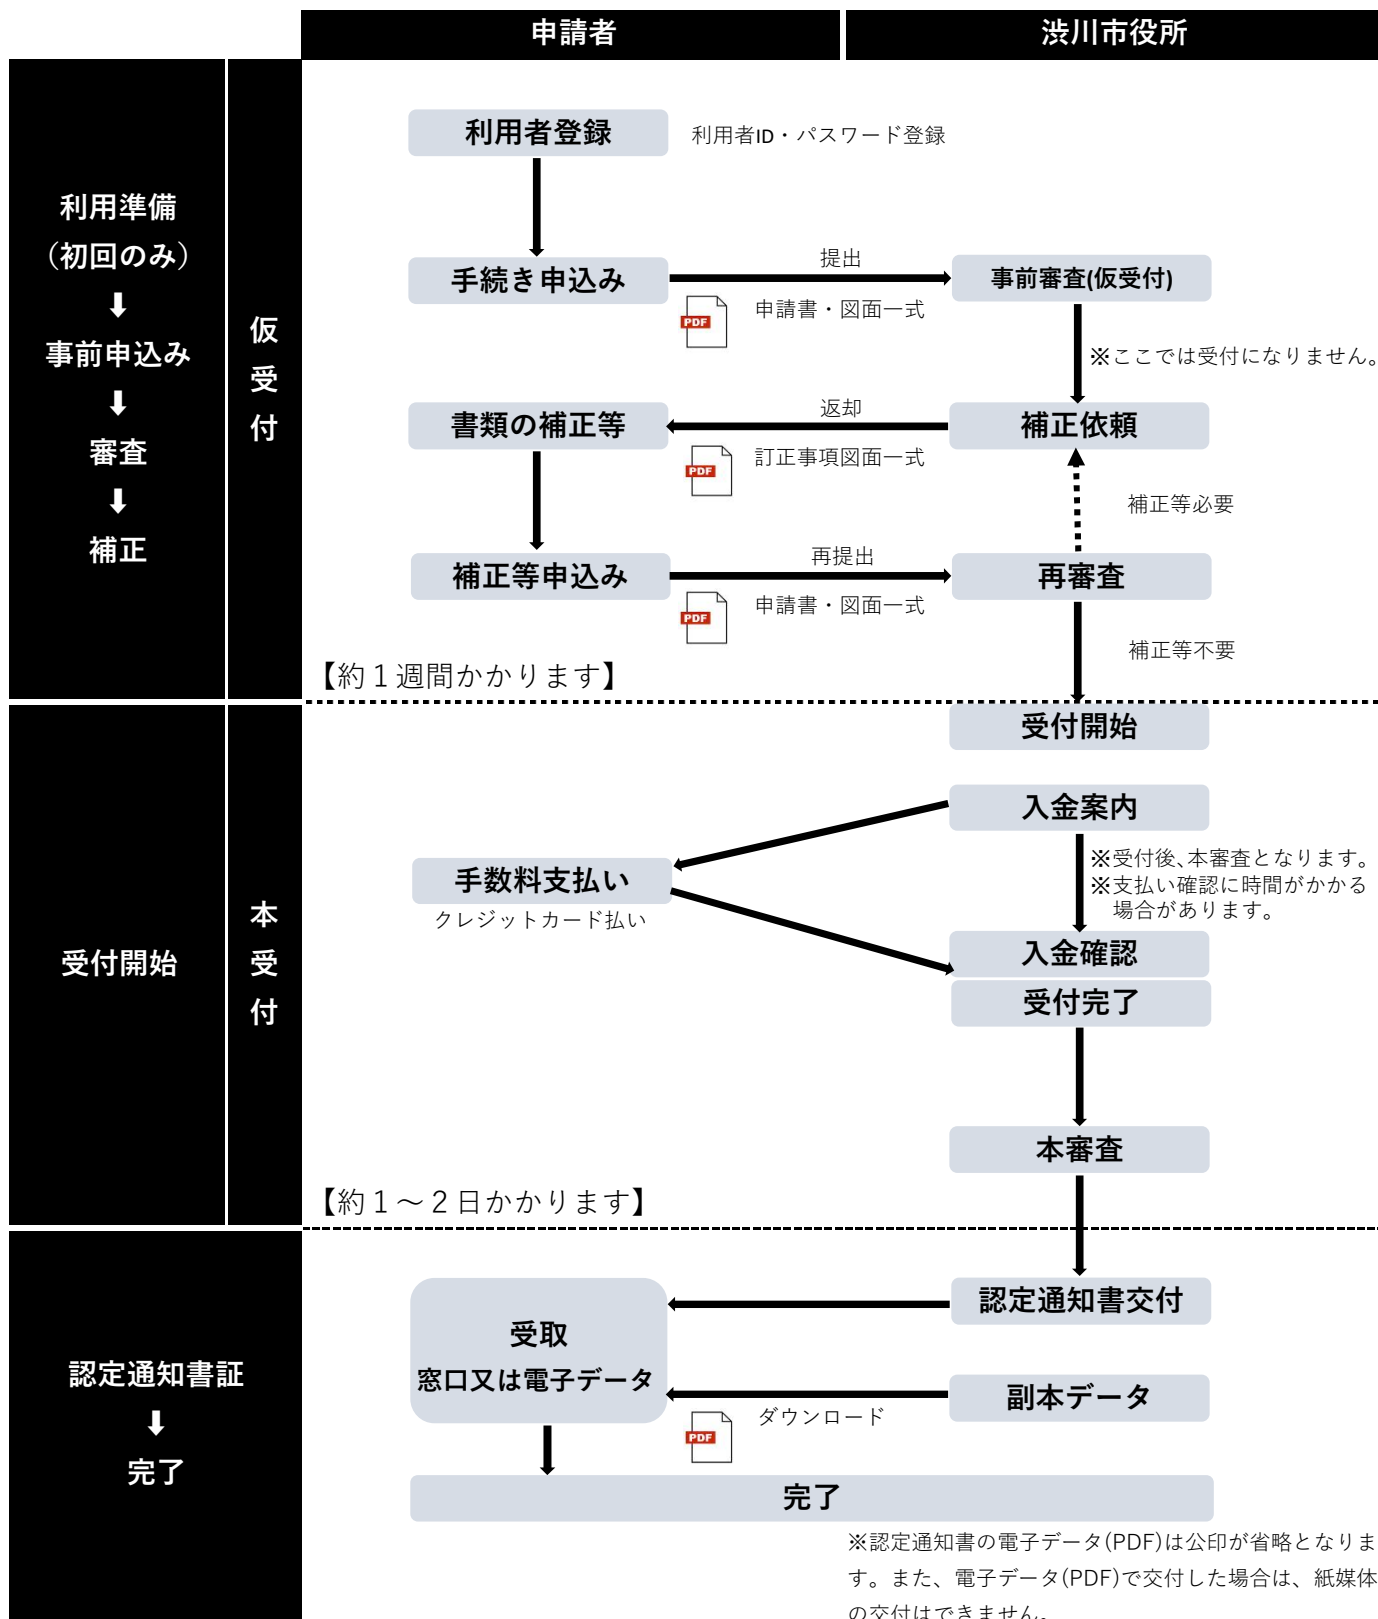 申請者
渋川市役所
利用準備
（初回のみ）
⬇
事前申込み
⬇
審査
⬇
補正
仮
受
付
利用者登録
利用者ID・パスワード登録
手続き申込み
提出
事前審査(仮受付)
PDF
申請書・図面一式
※ここでは受付になりません。
書類の補正等
返却
補正依頼
PDF
訂正事項図面一式
補正等必要
補正等申込み
再提出
再審査
PDF
申請書・図面一式
補正等不要
【約１週間かかります】
受付開始
本
受
付
受付開始
入金案内
※受付後、本審査となります。
※支払い確認に時間がかかる
場合があります。
手数料支払い
クレジットカード払い
入金確認
受付完了
本審査
【約１～２日かかります】
認定通知書証
⬇
完了
認定通知書交付
受取
窓口又は電子データ
副本データ
PDF
ダウンロード
完了
※認定通知書の電子データ(PDF)は公印が省略となりま
す。また、電子データ(PDF)で交付した場合は、紙媒体
の交付はできません。